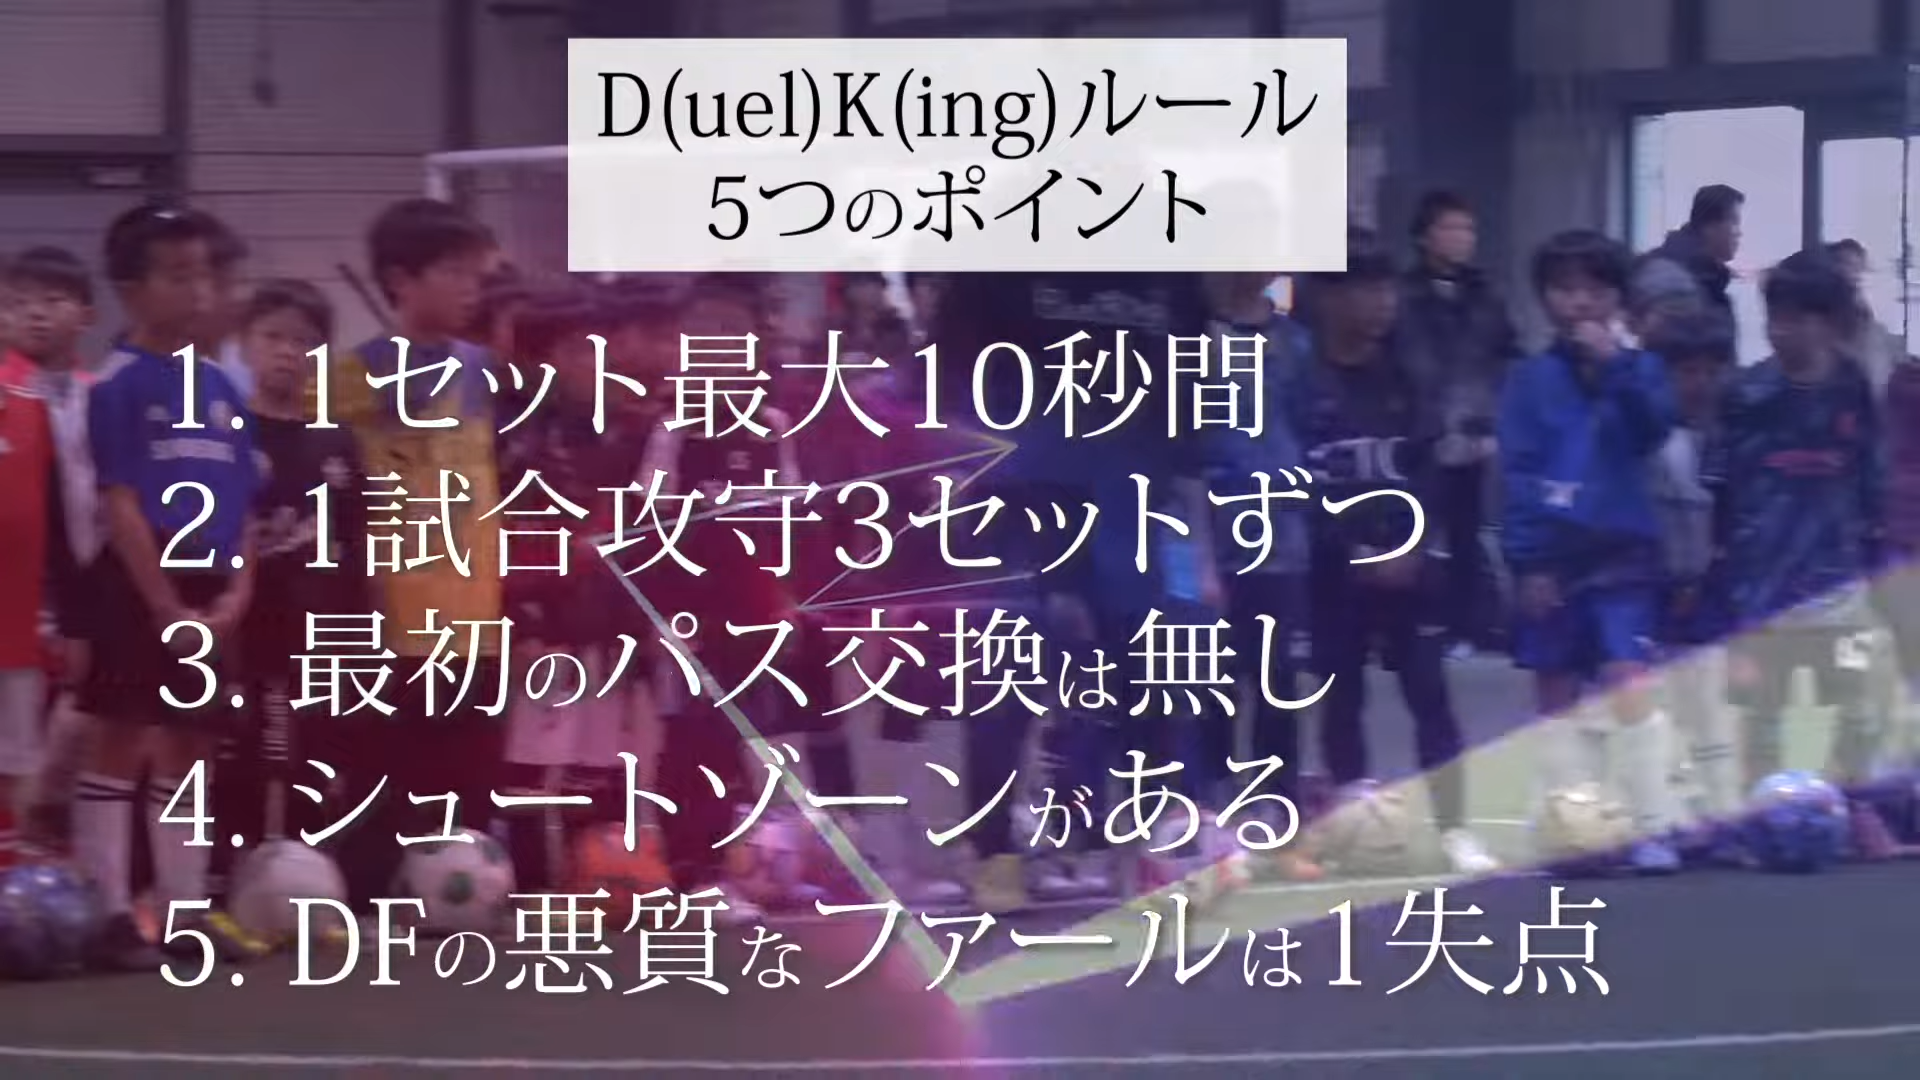 D(uel)K(ing)ルール
5つのポイント
1. 1セット最大10秒間
2. 1試合攻守3セットずつ
3. 最初のパス交換は無し
4. シュートゾーンがある
5. DFの悪質なファールは1失点